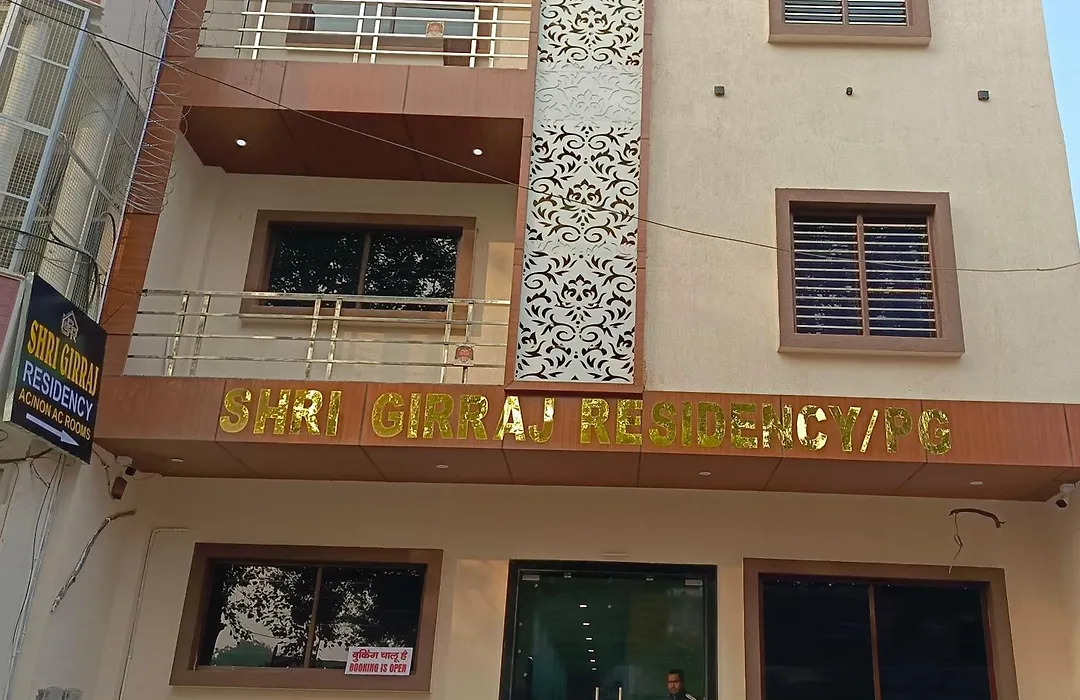 SHRI GIRRAJ RESIDENCY/PG
SHRI GIRRAJ
RESIDENCY
AC/NON AC ROOMS
बुकिंग चालू है
BOOKING IS OPEN